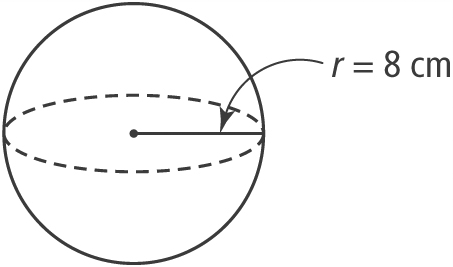 r = 8 cm